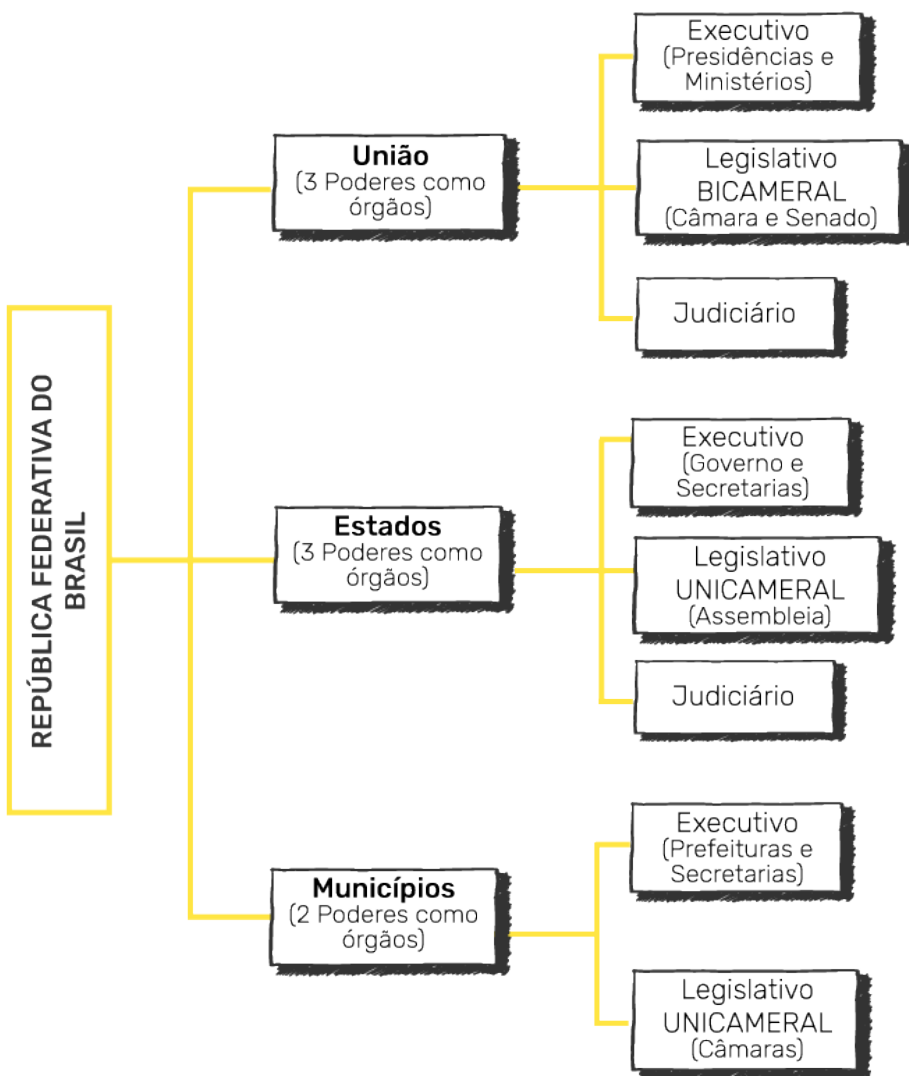 REPÚBLICA FEDERATIVA DO
BRASIL
União
(3 Poderes como
órgãos)
Executivo
(Presidências e
Ministérios)
Legislativo
BICAMERAL
(Câmara e Senado)
Judiciário
Estados
(3 Poderes como
órgãos)
Executivo
(Governo e
Secretarias)
Legislativo
UNICAMERAL
(Assembleia)
Judiciário
Municípios
(2 Poderes como
órgãos)
Executivo
(Prefeituras e
Secretarias)
Legislativo
UNICAMERAL
(Câmaras)